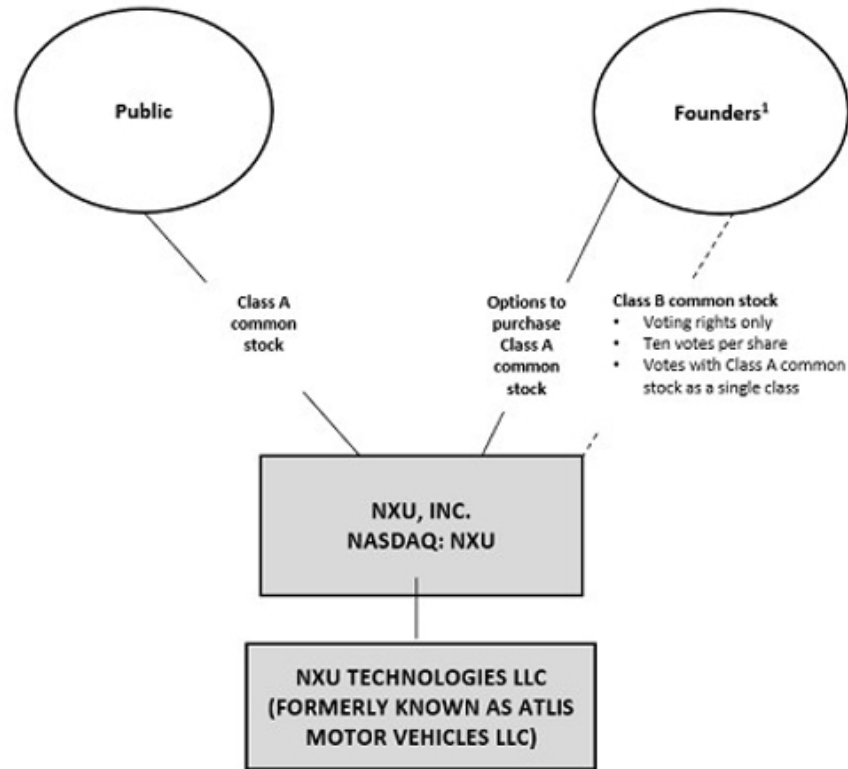 Public
Founders¹
Class A
common
stock
Options to
purchase
Class A
common
stock
Class B common stock
• Voting rights only
• Ten votes per share
• Votes with Class A common
stock as a single class
NXU, INC.
NASDAQ: NXU
NXU TECHNOLOGIES LLC
(FORMERLY KNOWN AS ATLIS
MOTOR VEHICLES LLC)